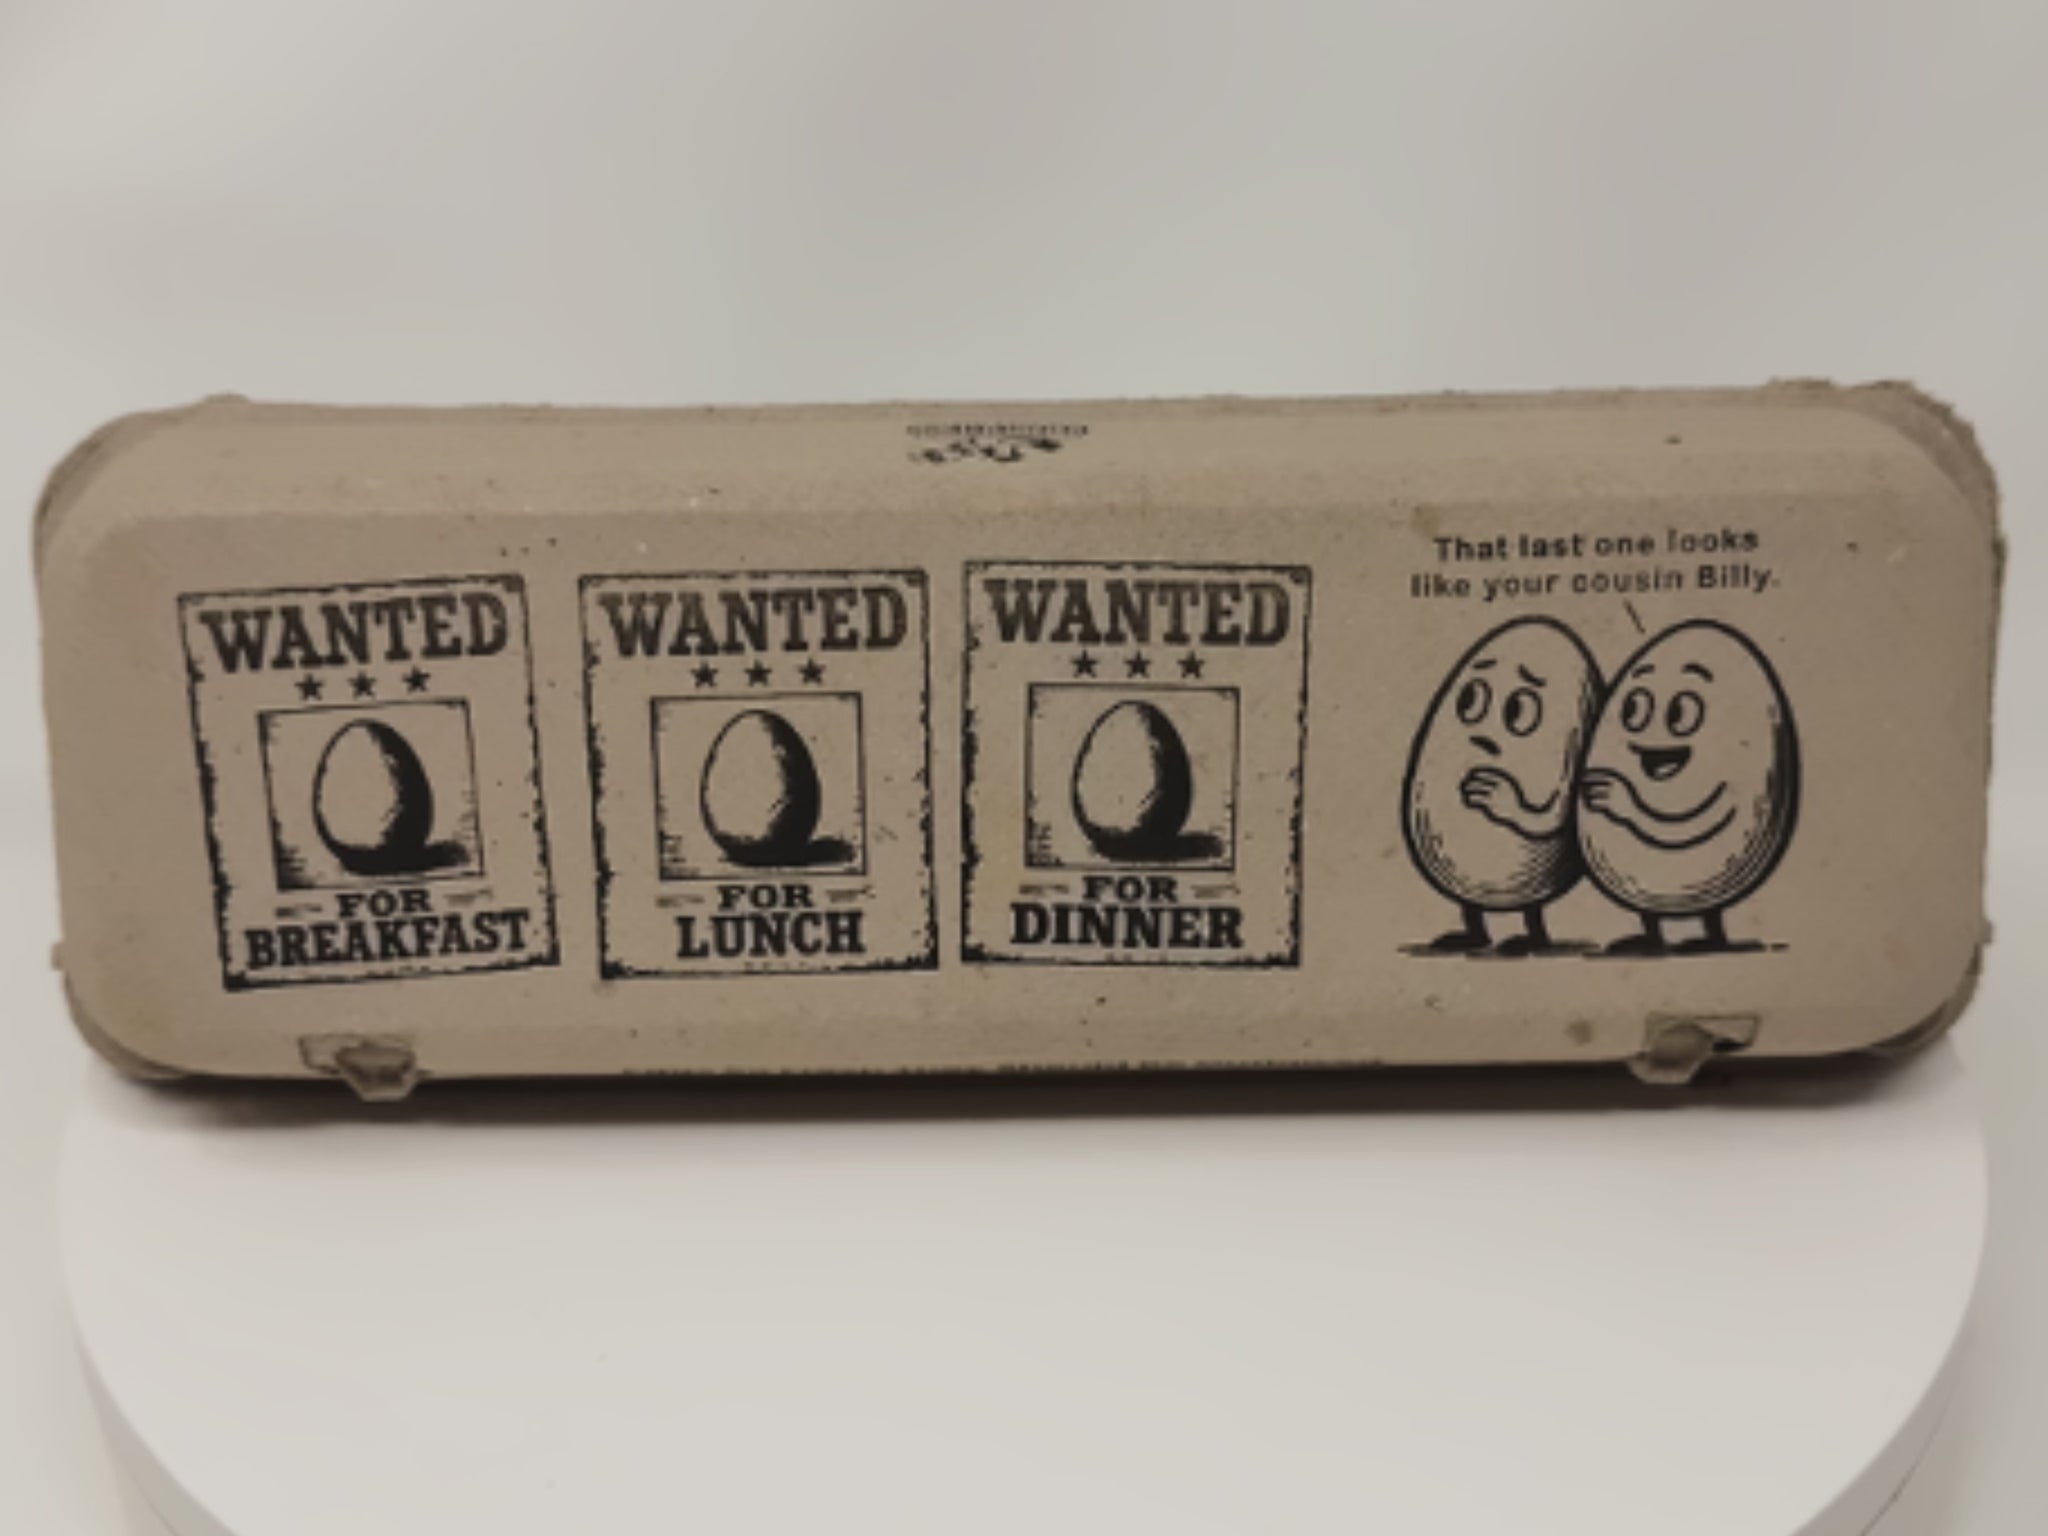 WANTED
FOR
BREAKFAST
WANTED
FOR
LUNCH
WANTED
FOR
DINNER
That last one looks
like your cousin Billy.